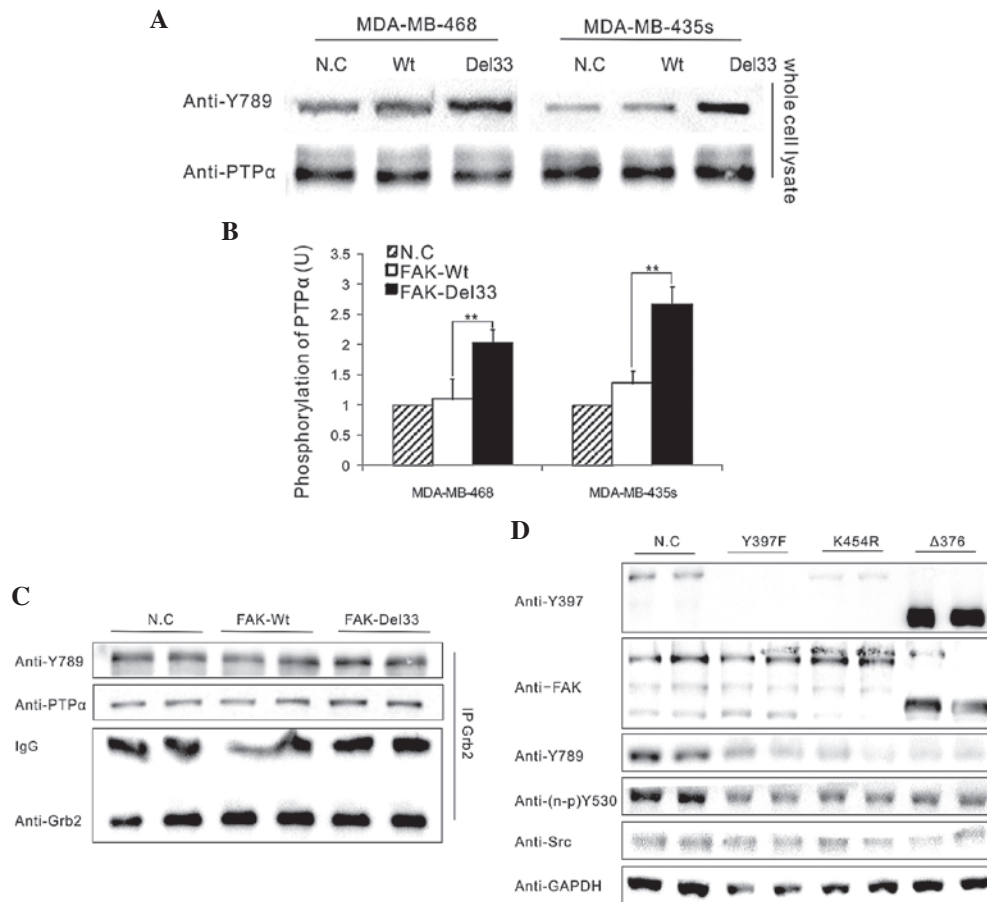 A
MDA-MB-468 MDA-MB-435s
N.C Wt Del33 N.C Wt Del33
Anti-Y789
Anti-PTPα
whole cell lysate
B
Phosphorylation of PTPα (U)
3.5
3
2.5
2
1.5
1
0.5
0
N.C
FAK-Wt
FAK-Del33
**
**
MDA-MB-468 MDA-MB-435s
C
N.C FAK-Wt FAK-Del33
Anti-Y789
Anti-PTPα
IgG
Anti-Grb2
IP Grb2
D
N.C Y397F K454R Δ376
Anti-Y397
Anti-FAK
Anti-Y789
Anti-(n-p)Y530
Anti-Src
Anti-GAPDH